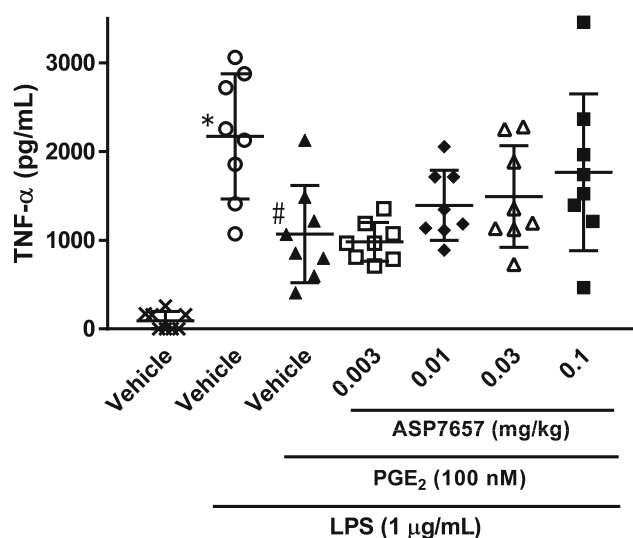 TNF-α (pg/mL)
3000
2000
1000
0
*
#
Vehicle
Vehicle
Vehicle
0.003
0.01
0.03
0.1
ASP7657 (mg/kg)
PGE₂ (100 nM)
LPS (1 μg/mL)